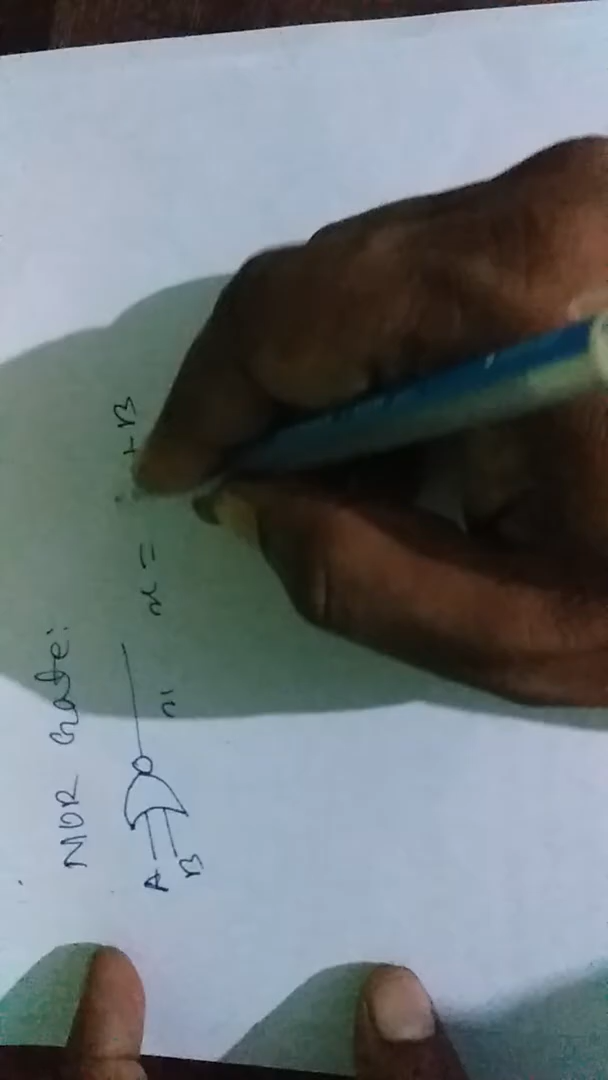 NOR Gate:
A
B
x
x = +B